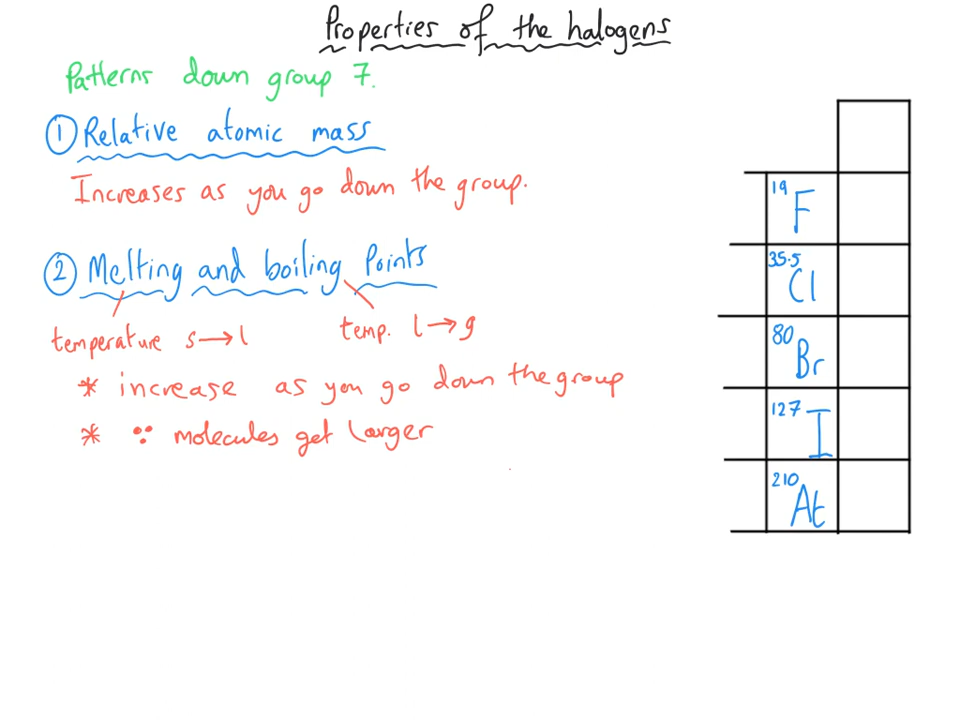 Properties of the halogens
Patterns down group 7.
① Relative atomic mass
Increases as you go down the group.
② Melting and boiling Points
temperature s→l
temp. l→g
* increase as you go down the group
* ∵ molecules get larger
19
F
35.5
Cl
80
Br
127
I
210
At